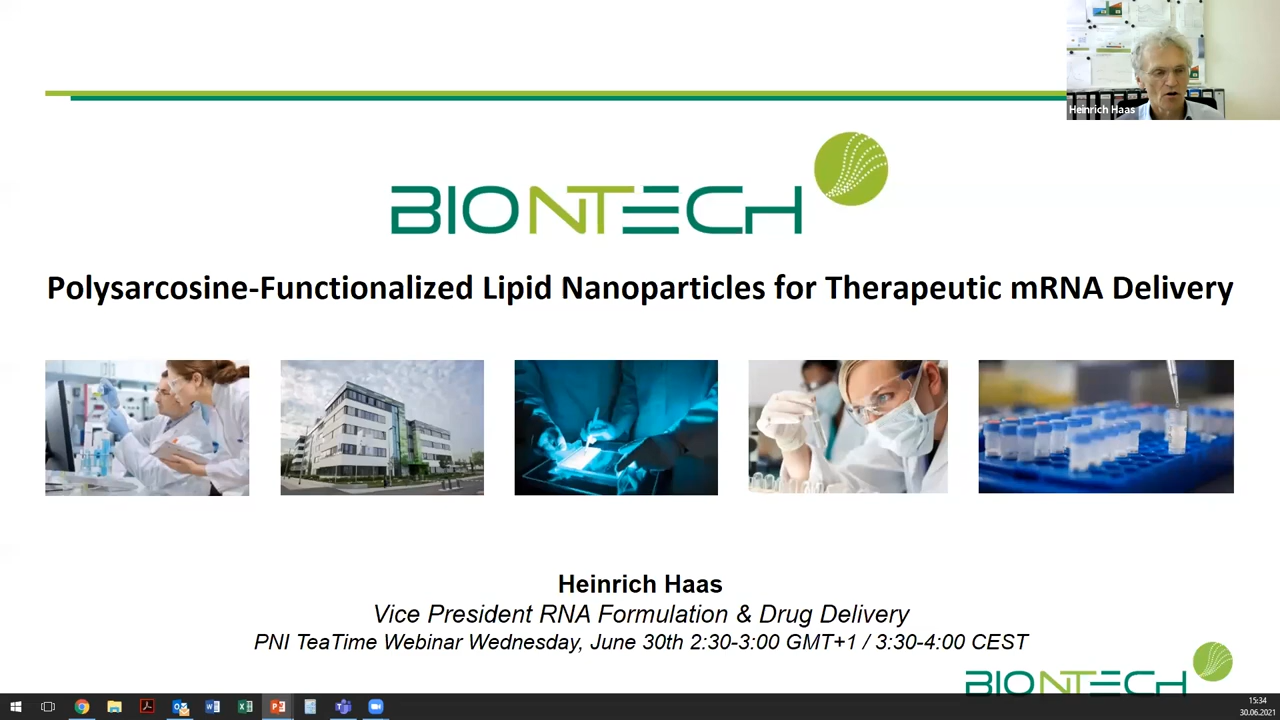 Heinrich Haas
BIONTECH
Polysarcosine-Functionalized Lipid Nanoparticles for Therapeutic mRNA Delivery
Heinrich Haas
Vice President RNA Formulation & Drug Delivery
PNI TeaTime Webinar Wednesday, June 30th 2:30-3:00 GMT+1 / 3:30-4:00 CEST
BIONTECH
15:34
30.06.2021